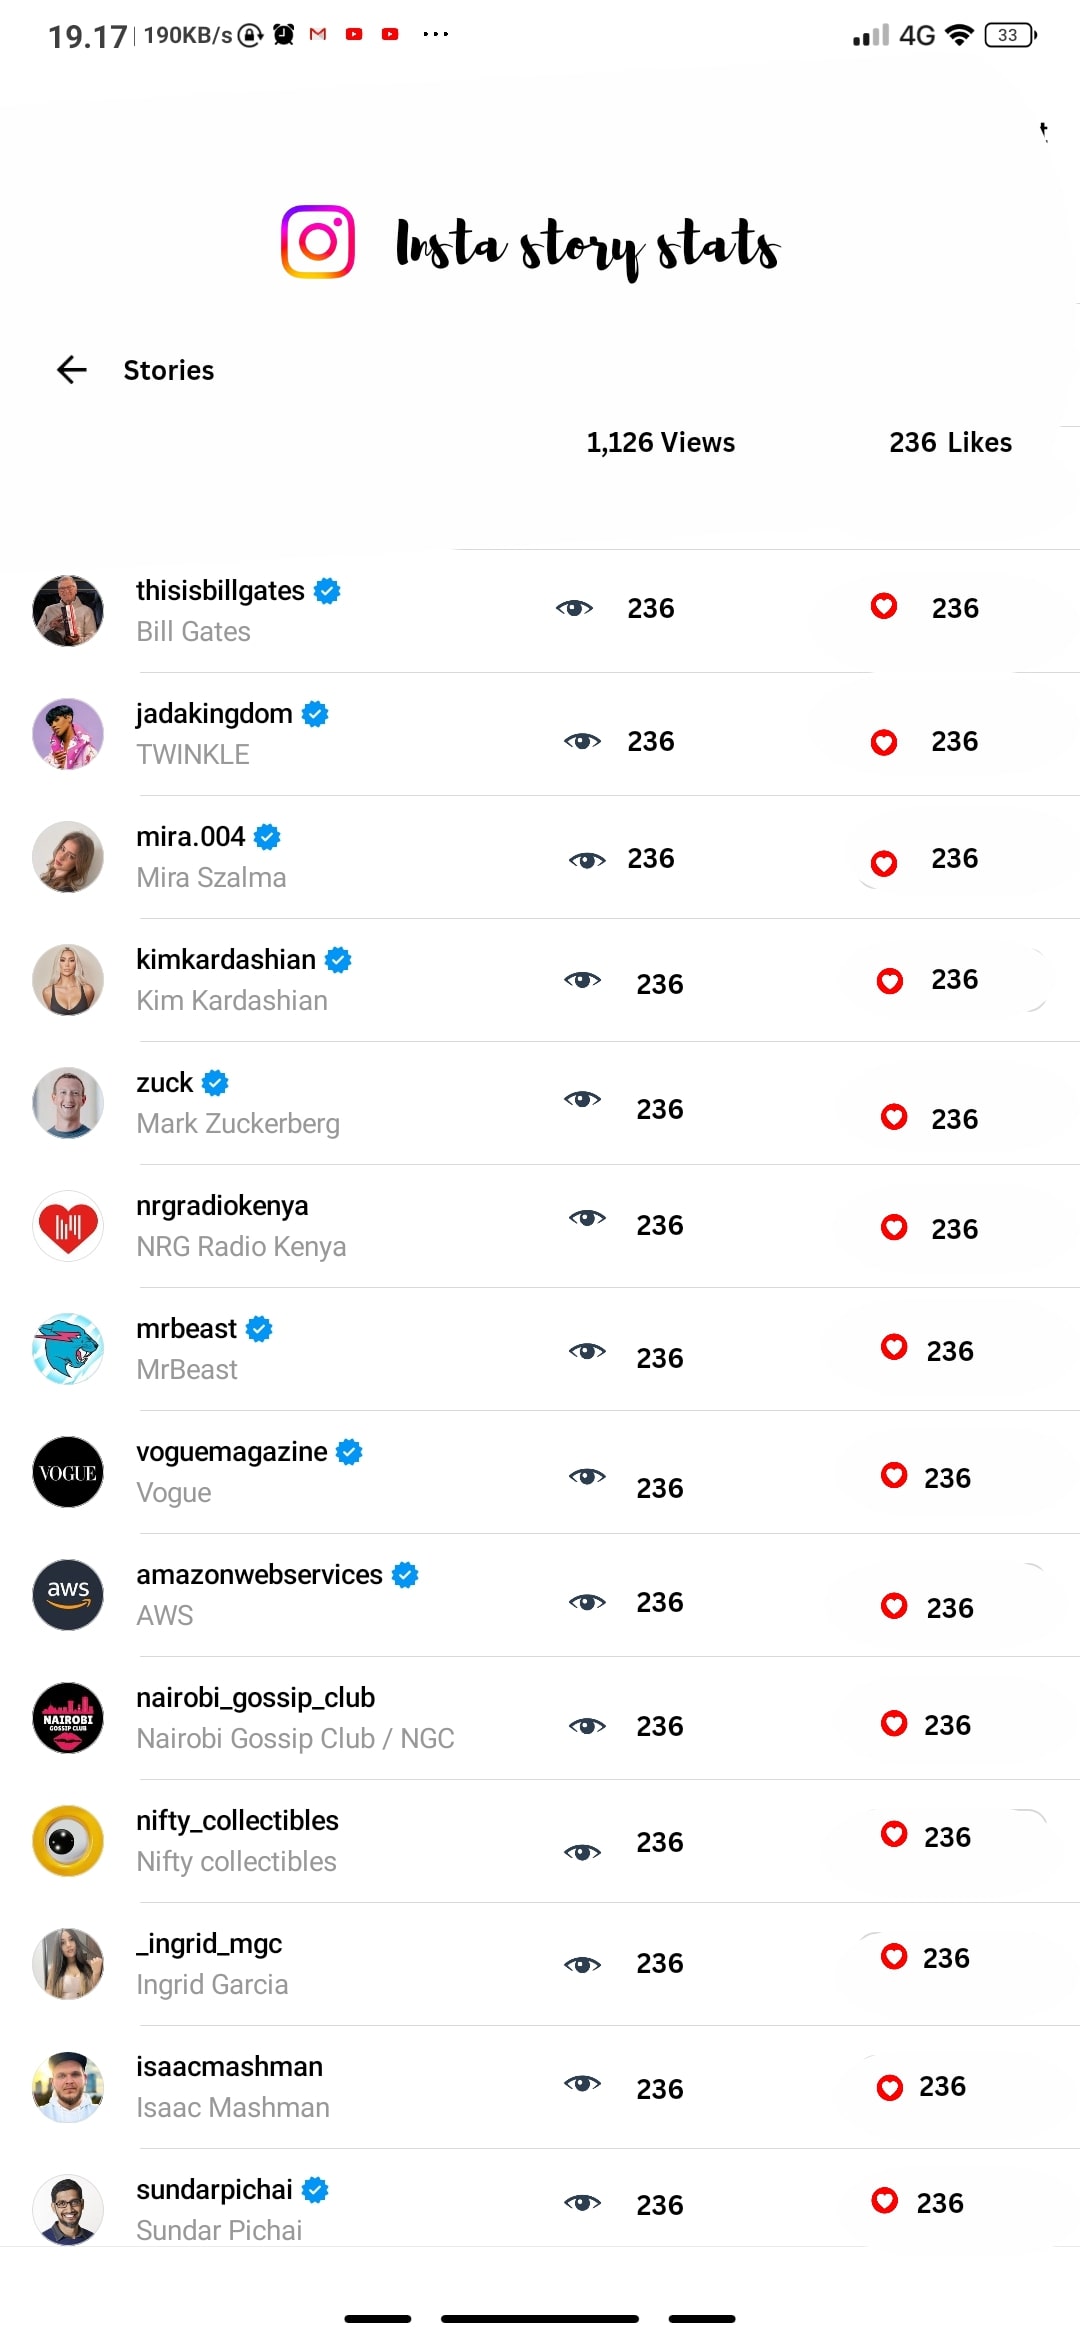 19.17 190KB/s 4G 33
Insta story stats
Stories
1,126 Views 236 Likes
thisisbillgates
Bill Gates
236 236
jadakingdom
TWINKLE
236 236
mira.004
Mira Szalma
236 236
kimkardashian
Kim Kardashian
236 236
zuck
Mark Zuckerberg
236 236
nrgradiokenya
NRG Radio Kenya
236 236
mrbeast
MrBeast
236 236
VOGUE
voguemagazine
Vogue
236 236
aws
amazonwebservices
AWS
236 236
NAIROBI
GOSSIP CLUB
nairobi_gossip_club
Nairobi Gossip Club / NGC
236 236
nifty_collectibles
Nifty collectibles
236 236
_ingrid_mgc
Ingrid Garcia
236 236
isaacmashman
Isaac Mashman
236 236
sundarpichai
Sundar Pichai
236 236